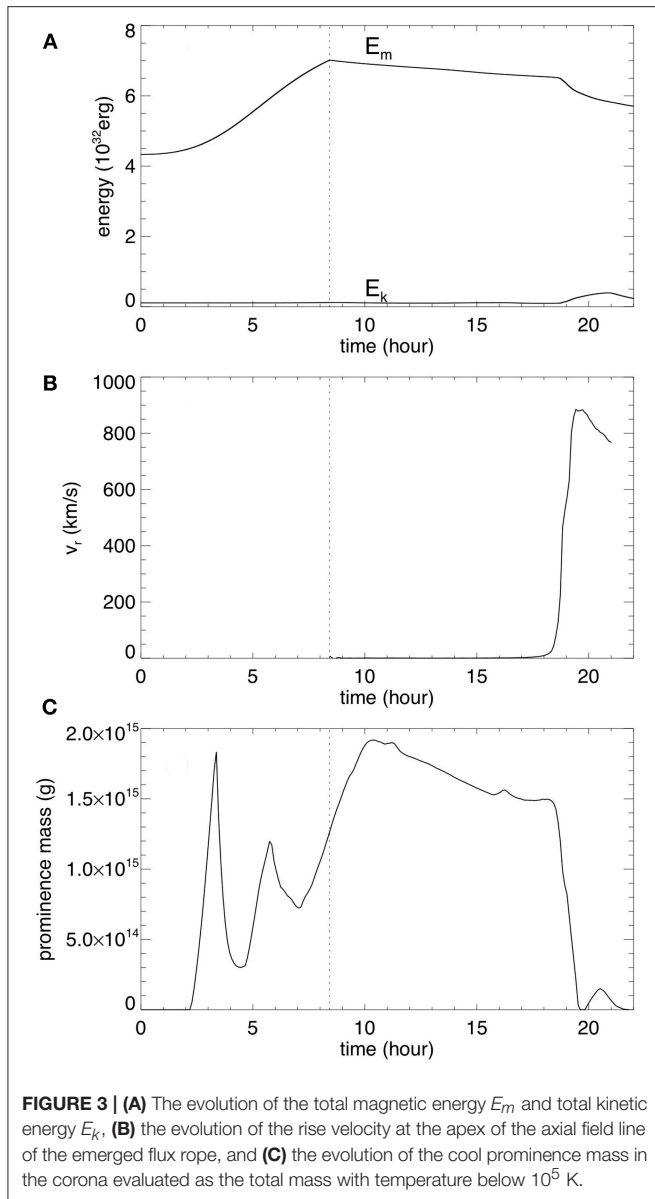 A
E_m
energy (10^32 erg)
8
6
4
2
0
E_k
0 5 10 15 20
time (hour)
B
v_r (km/s)
1000
800
600
400
200
0
0 5 10 15 20
time (hour)
C
prominence mass (g)
2.0×10^15
1.5×10^15
1.0×10^15
5.0×10^14
0
0 5 10 15 20
time (hour)
FIGURE 3 | (A) The evolution of the total magnetic energy E_m and total kinetic
energy E_k, (B) the evolution of the rise velocity at the apex of the axial field line
of the emerged flux rope, and (C) the evolution of the cool prominence mass in
the corona evaluated as the total mass with temperature below 10^5 K.